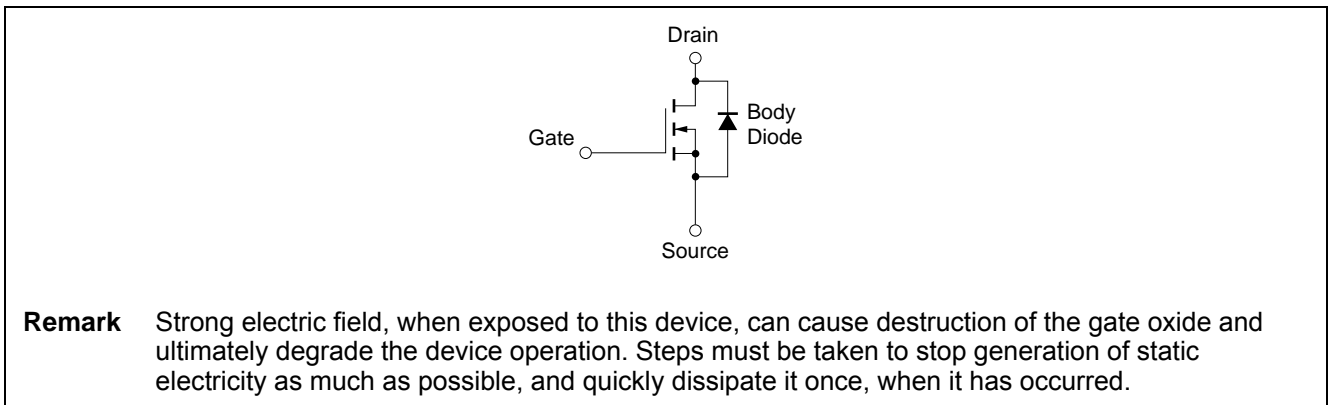 Drain
Body
Diode
Gate
Source
Remark Strong electric field, when exposed to this device, can cause destruction of the gate oxide and
ultimately degrade the device operation. Steps must be taken to stop generation of static
electricity as much as possible, and quickly dissipate it once, when it has occurred.